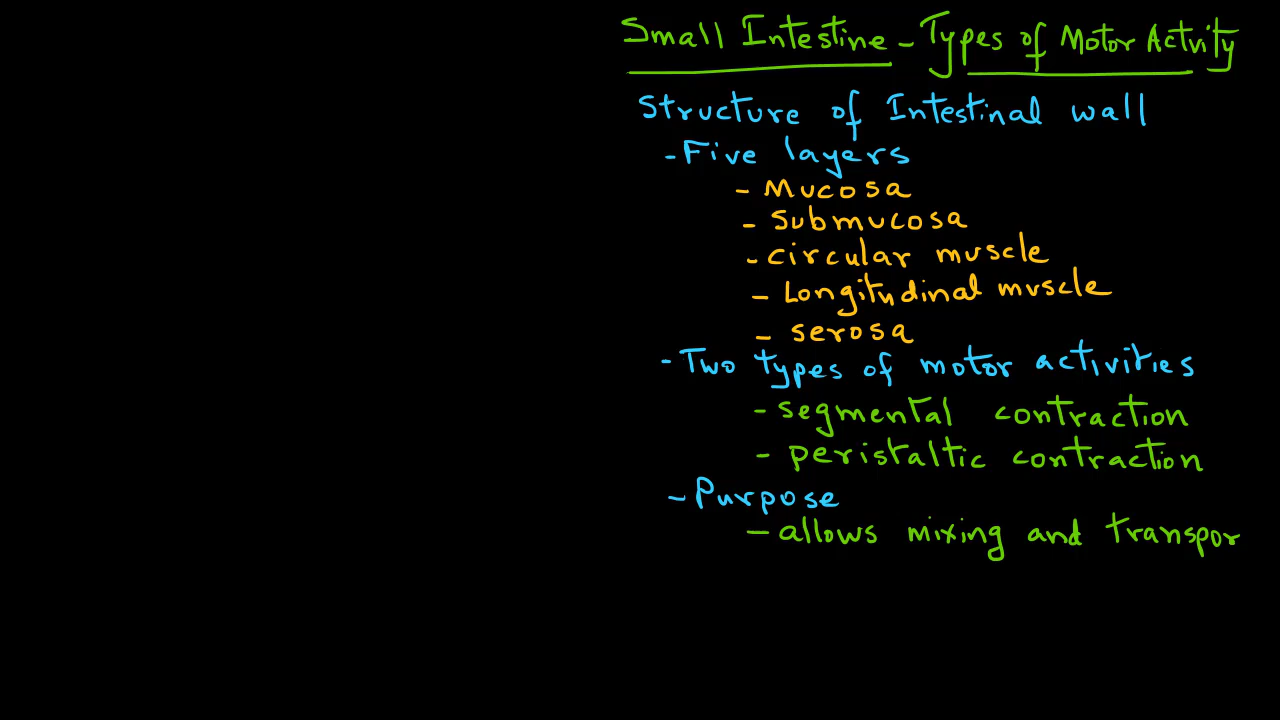 Small Intestine - Types of Motor Actvity
Structure of Intestinal wall
- Five layers
- Mucosa
- Submucosa
- circular muscle
- Longitudinal muscle
- serosa
- Two types of motor activities
- segmental contraction
- peristaltic contraction
- Purpose
- allows mixing and transpor